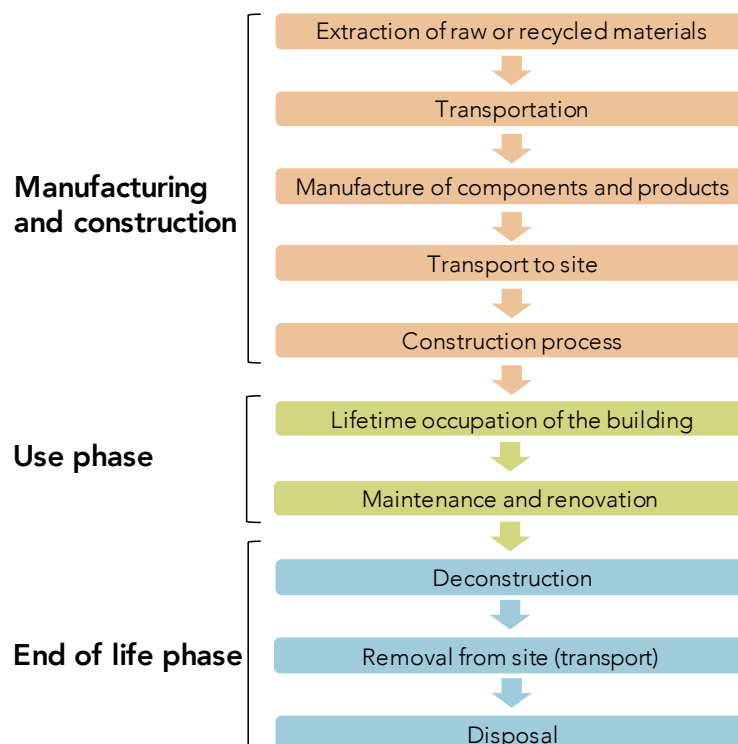 Extraction of raw or recycled materials
Transportation
Manufacturing
and construction
Manufacture of components and products
Transport to site
Construction process
Use phase
Lifetime occupation of the building
Maintenance and renovation
End of life phase
Deconstruction
Removal from site (transport)
Disposal